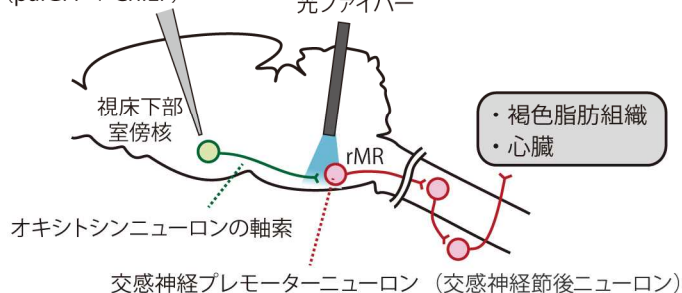 光ファイバー
視床下部
室傍核
rMR
・褐色脂肪組織
・心臓
オキシトシンニューロンの軸索
交感神経プレモーターニューロン (交感神経節後ニューロン)